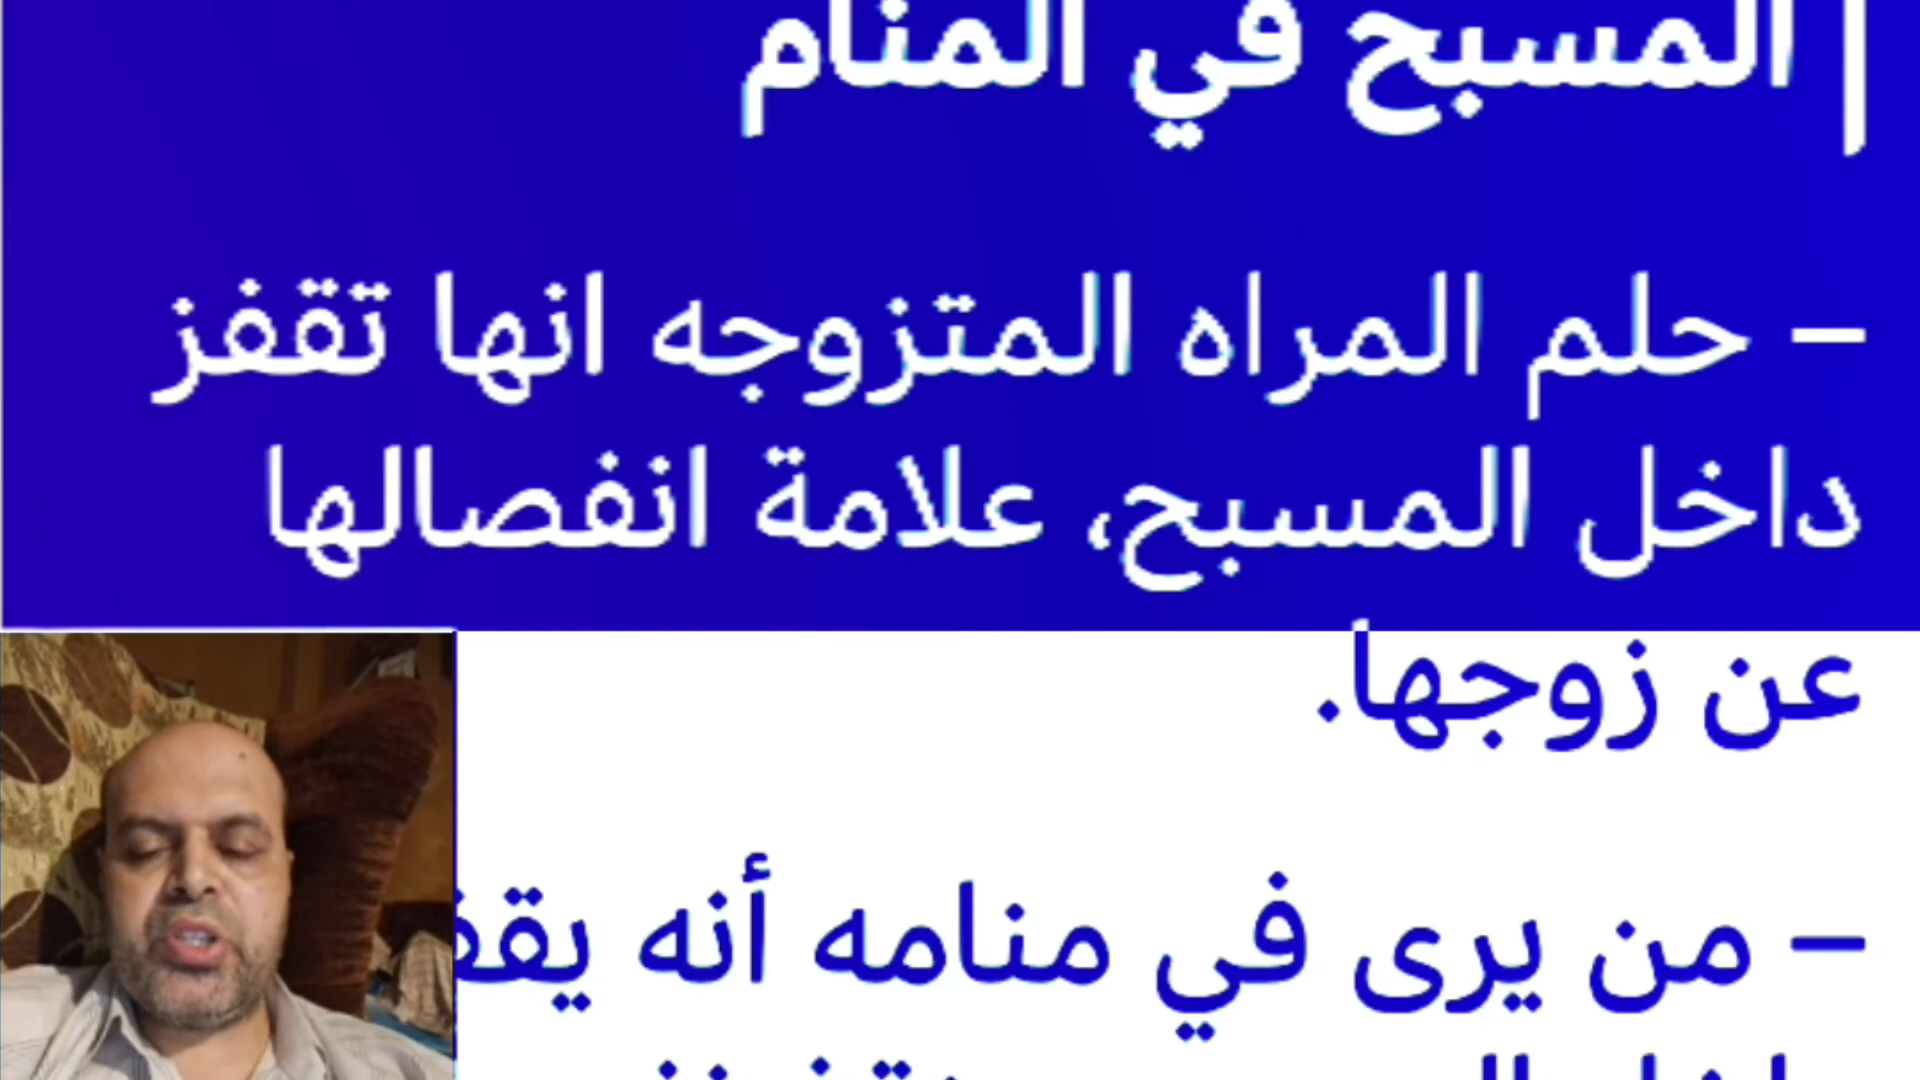 المسبح في المنام
– حلم المراه المتزوجه انها تقفز
داخل المسبح، علامة انفصالها
عن زوجها.
– من يرى في منامه أنه